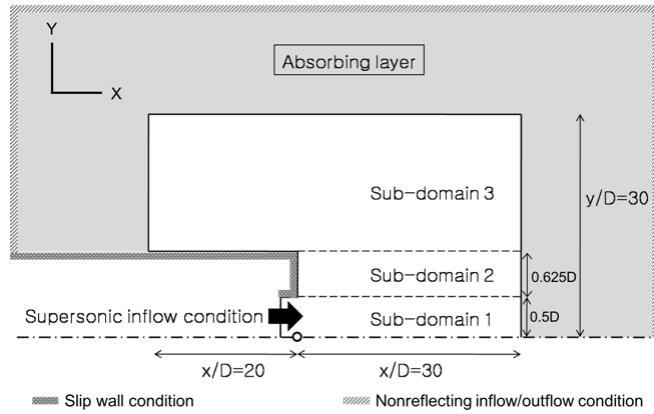 Y
X
Absorbing layer
Sub-domain 3
y/D=30
Sub-domain 2
0.625D
Supersonic inflow condition
Sub-domain 1
0.5D
x/D=20
x/D=30
Slip wall condition
Nonreflecting inflow/outflow condition